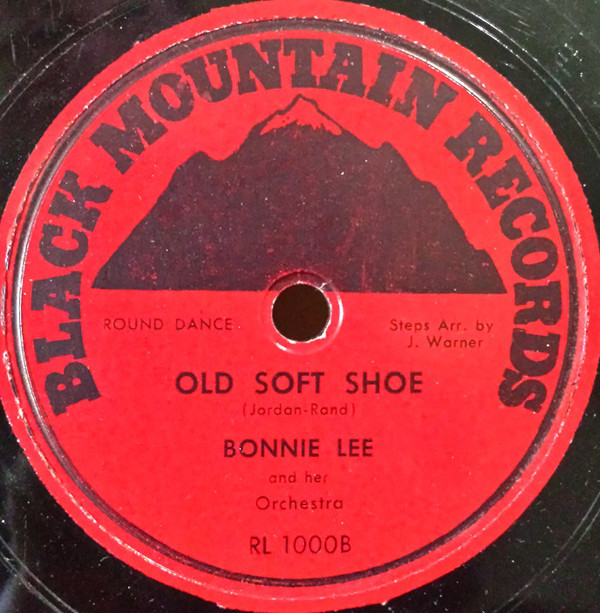 BLACK MOUNTAIN RECORDS
ROUND DANCE
Steps Arr. by
J. Warner
OLD SOFT SHOE
(Jordan-Rand)
BONNIE LEE
and her
Orchestra
RL 1000B